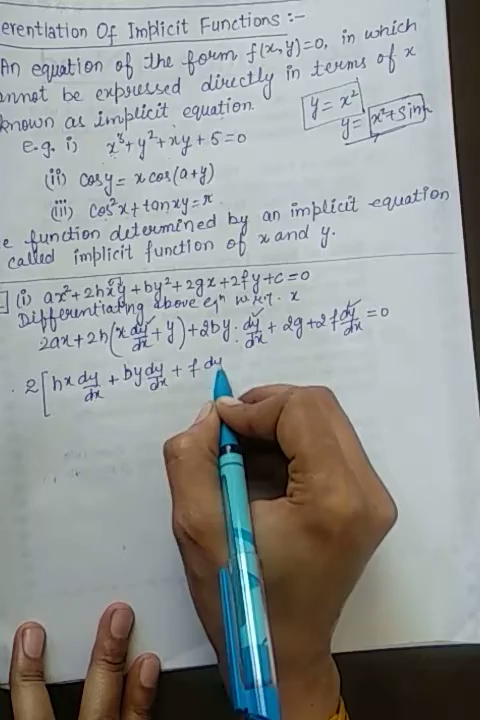 erentiation Of Implicit Functions :-
An equation of the form f(x,y)=0, in which
annot be expressed directly in terms of x
known as implicit equation.
y = x²
y = x²+sinx
e.g. i) x³+y²+xy+5=0
(ii) cosy = x cos(a+y)
(iii) cos²x+tanxy=π
e function determined by an implicit equation
called implicit function of x and y.
(i) ax²+2hxy+by²+2gx+2fy+c=0
Differentiating above eqn w.r.t. x
2ax+2h(x dy/dx + y)+2by. dy/dx + 2g+2f dy/dx =0
2[hx dy/dx + by dy/dx + f dy